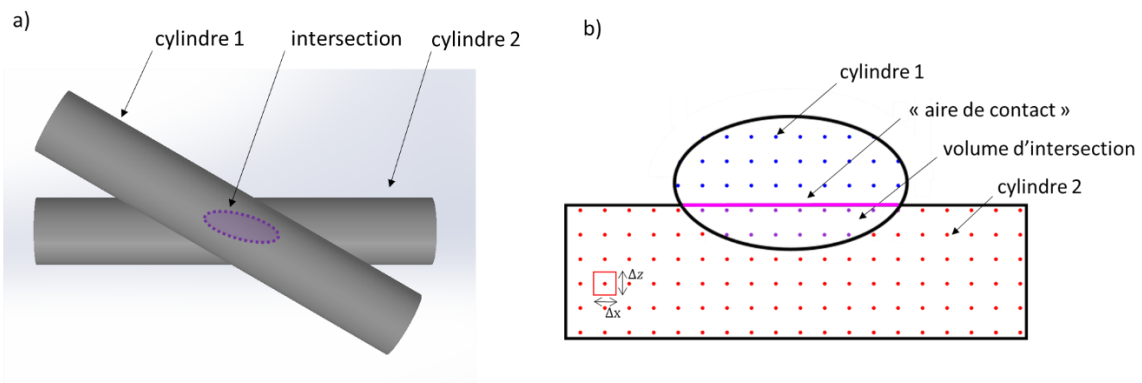 a)
cylindre 1
intersection
cylindre 2
b)
cylindre 1
« aire de contact »
volume d'intersection
cylindre 2
Δz
Δx